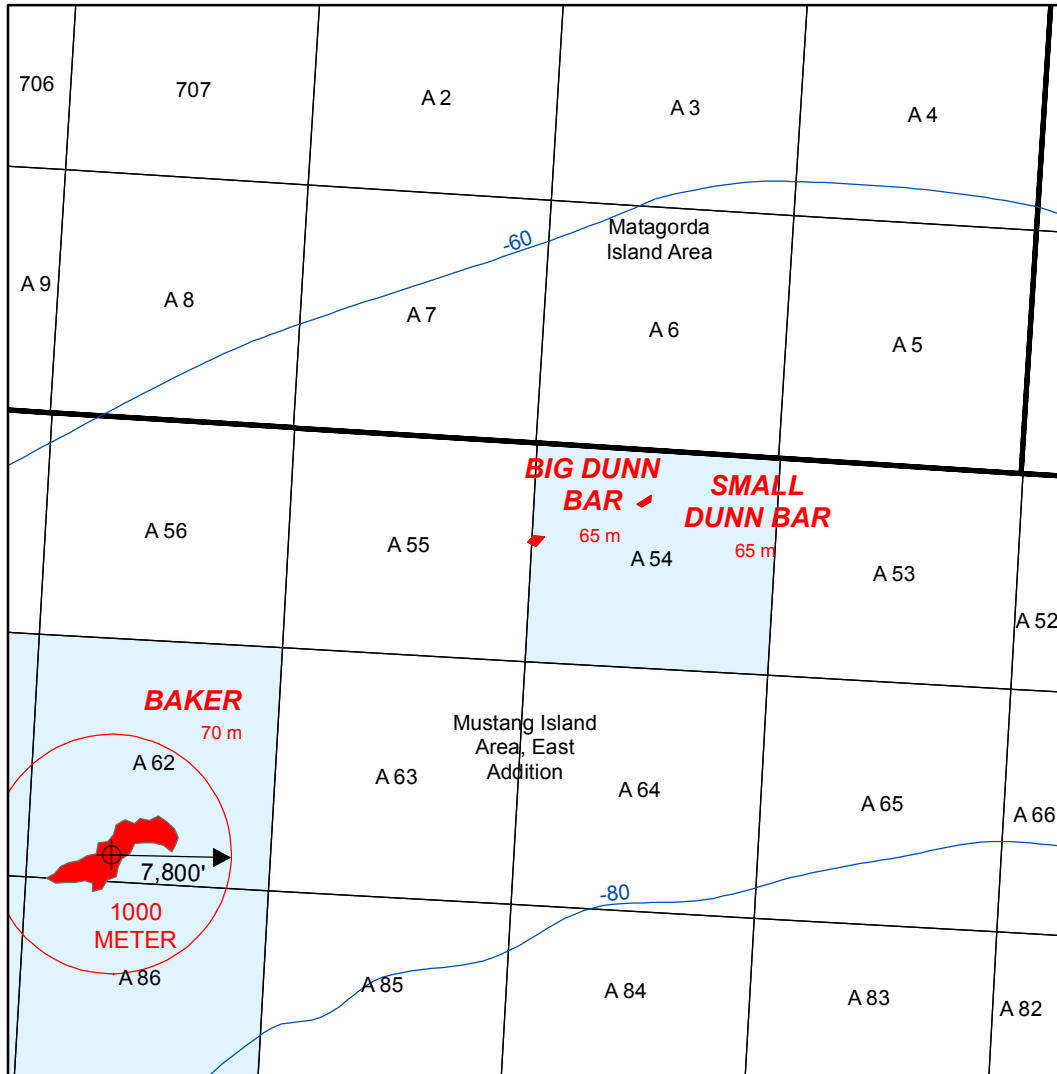 706
707
A 2
A 3
A 4
-60
Matagorda
Island Area
A 9
A 8
A 7
A 6
A 5
BIG DUNN
BAR
65 m
SMALL
DUNN BAR
65 m
A 56
A 55
A 54
A 53
A 52
BAKER
70 m
Mustang Island
Area, East
Addition
A 62
A 63
A 64
A 65
A 66
7,800'
-80
1000
METER
A 86
A 85
A 84
A 83
A 82